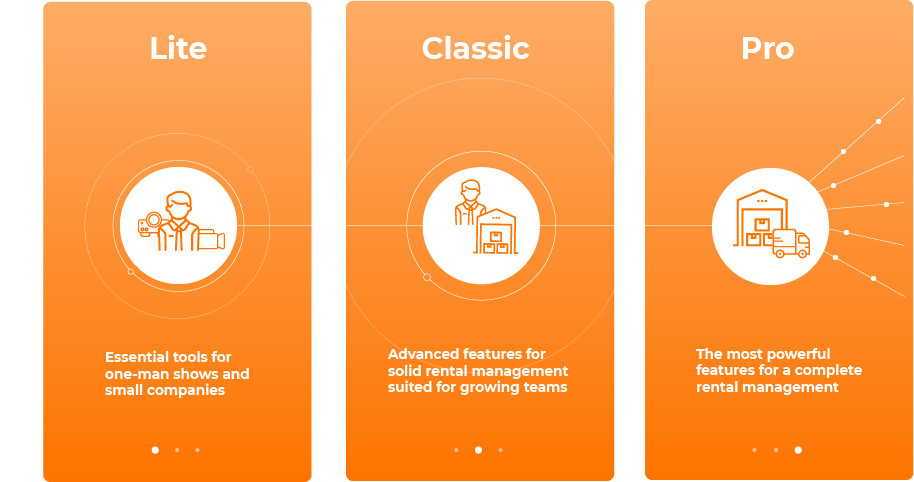 Lite
Essential tools for
one-man shows and
small companies
Classic
Advanced features for
solid rental management
suited for growing teams
Pro
The most powerful
features for a complete
rental management